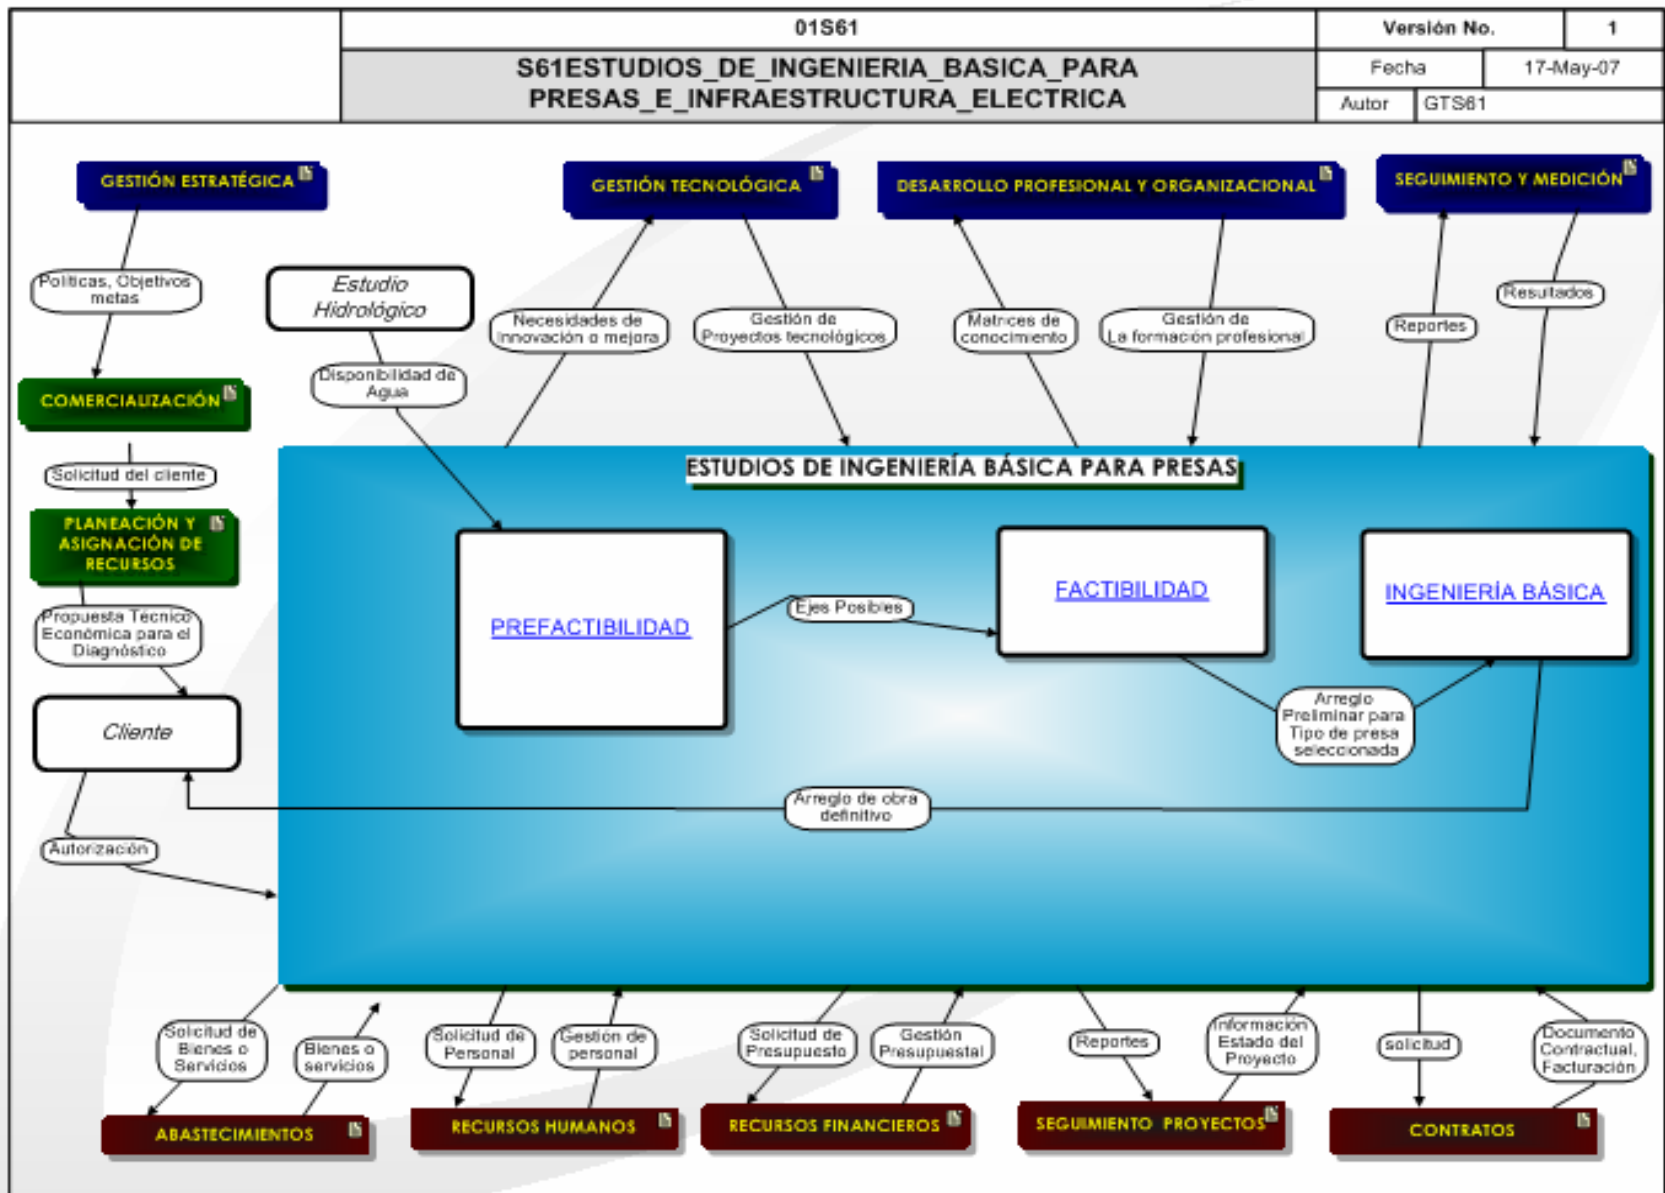 01S61
Versión No.
1
S61ESTUDIOS_DE_INGENIERIA_BASICA_PARA
PRESAS_E_INFRAESTRUCTURA_ELECTRICA
Fecha
17-May-07
Autor
GTS61
GESTIÓN ESTRATÉGICA
GESTIÓN TECNOLÓGICA
DESARROLLO PROFESIONAL Y ORGANIZACIONAL
SEGUIMIENTO Y MEDICIÓN
Políticas, Objetivos
metas
Estudio
Hidrológico
Necesidades de
Innovación o mejora
Gestión de
Proyectos tecnológicos
Matrices de
conocimiento
Gestión de
La formación profesional
Reportes
Resultados
Disponibilidad de
Agua
COMERCIALIZACIÓN
Solicitud del cliente
ESTUDIOS DE INGENIERÍA BÁSICA PARA PRESAS
PLANEACIÓN Y
ASIGNACIÓN DE
RECURSOS
PREFACTIBILIDAD
Ejes Posibles
FACTIBILIDAD
INGENIERÍA BÁSICA
Propuesta Técnico
Económica para el
Diagnóstico
Arreglo
Preliminar para
Tipo de presa
seleccionada
Cliente
Arreglo de obra
definitivo
Autorización
Solicitud de
Bienes o
Servicios
Bienes o
servicios
Solicitud de
Personal
Gestión de
personal
Solicitud de
Presupuesto
Gestión
Presupuestal
Reportes
Información
Estado del
Proyecto
solicitud
Documento
Contractual,
Facturación
ABASTECIMIENTOS
RECURSOS HUMANOS
RECURSOS FINANCIEROS
SEGUIMIENTO PROYECTOS
CONTRATOS